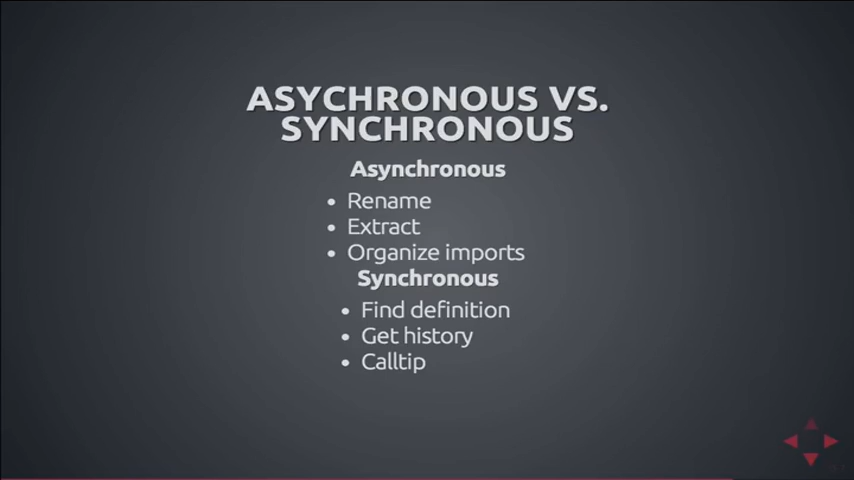 ASYCHRONOUS VS.
SYNCHRONOUS
Asynchronous
• Rename
• Extract
• Organize imports
Synchronous
• Find definition
• Get history
• Calltip